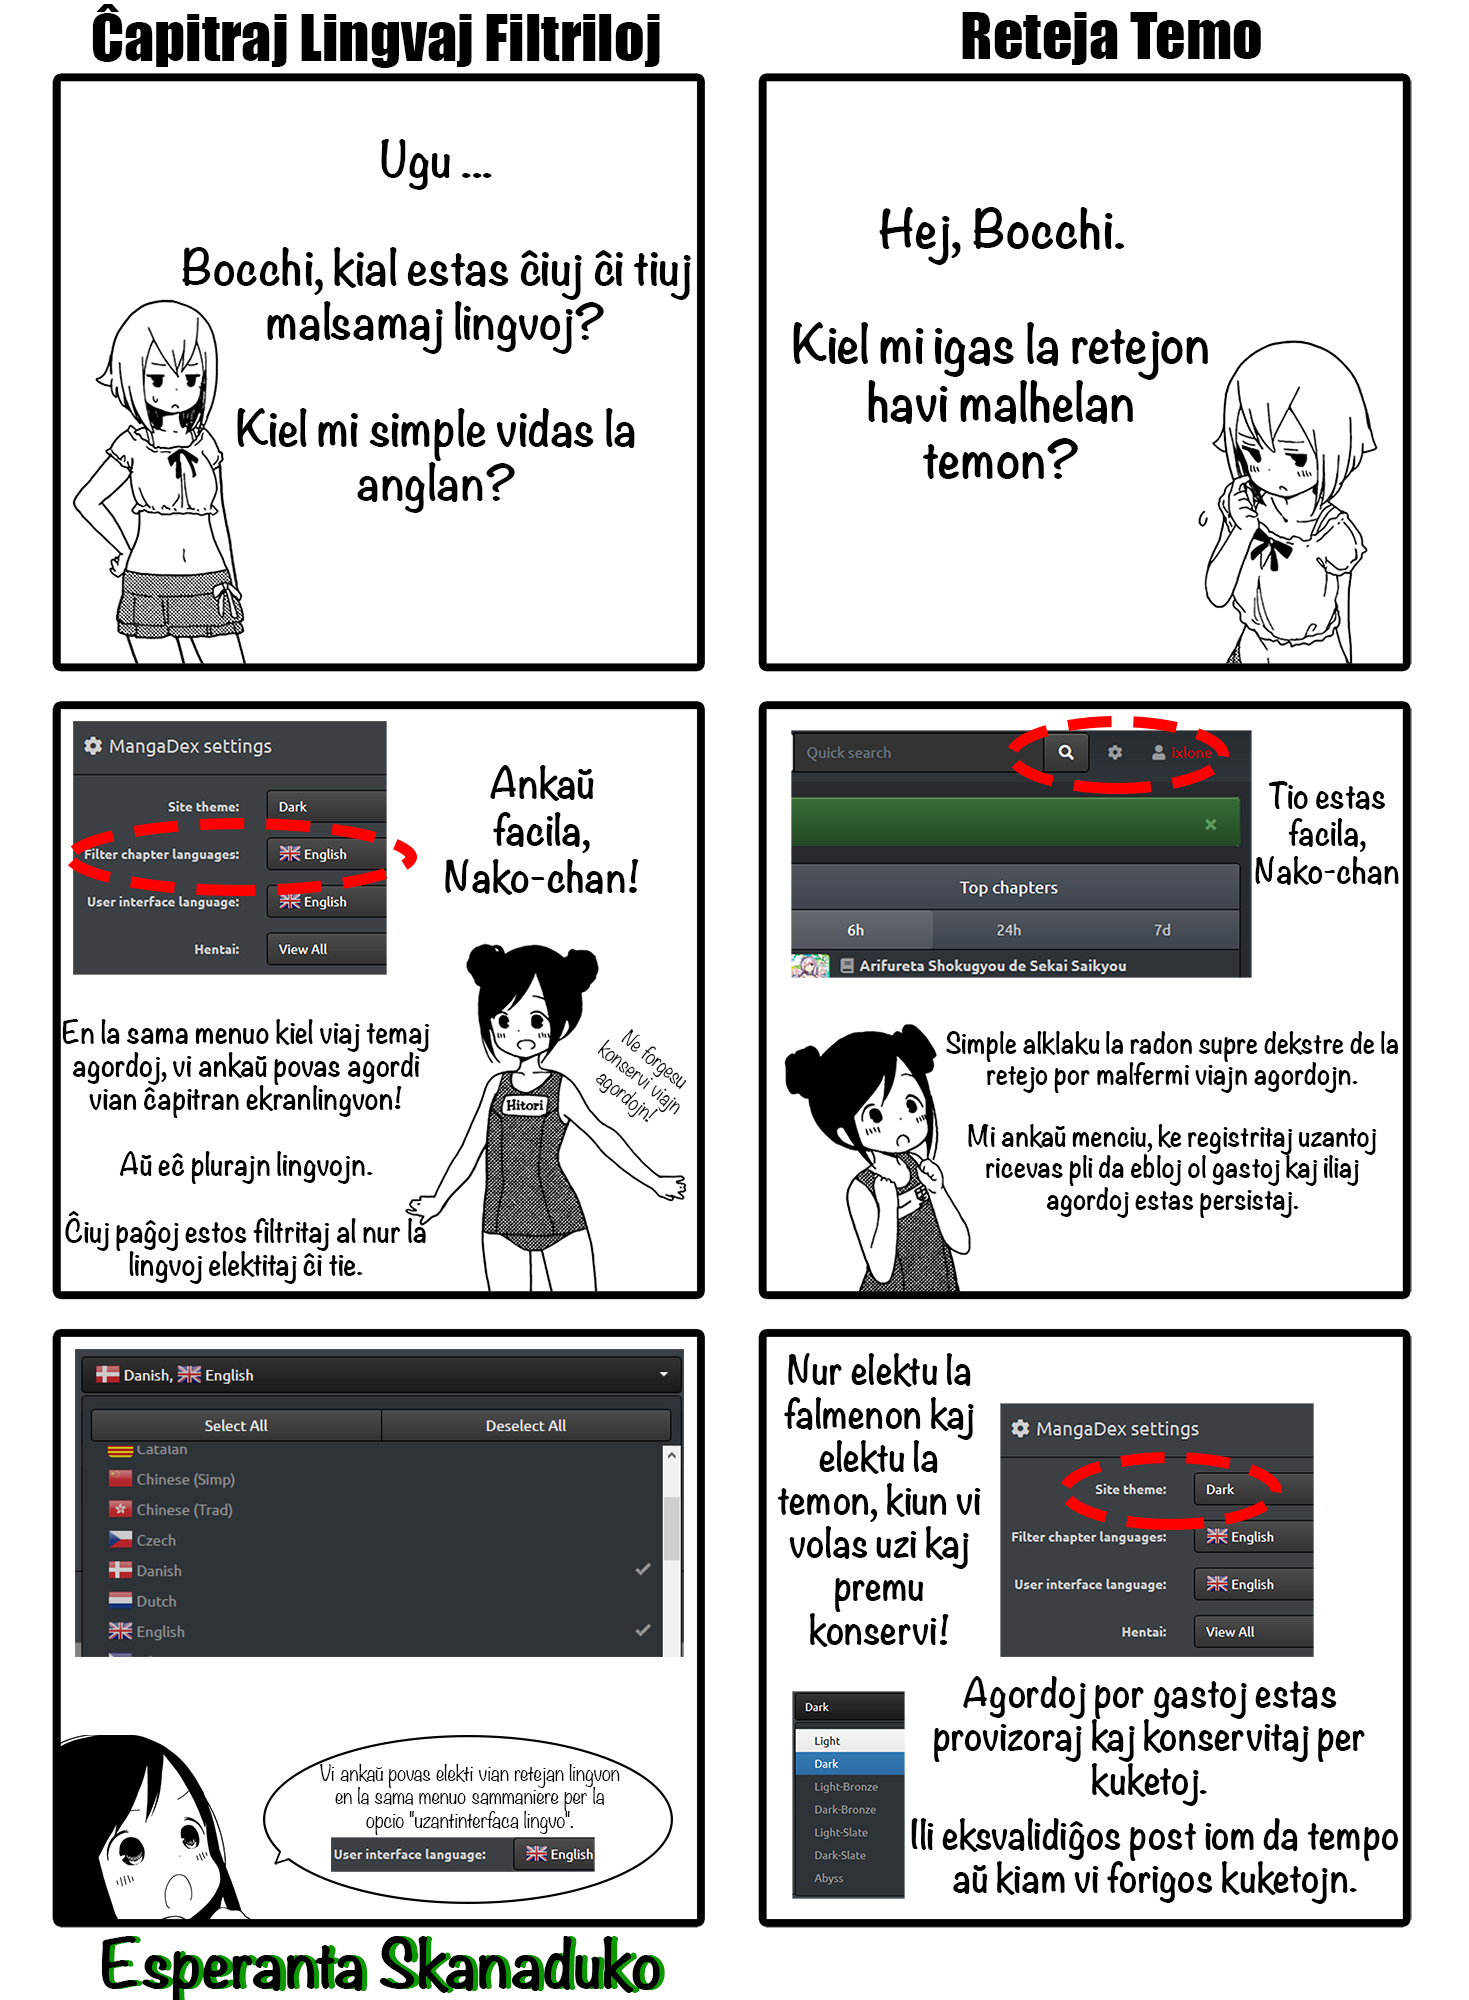 Ĉapitraj Lingvaj Filtriloj
Ugu ...
Bocchi, kial estas ĉiuj ĉi tiuj
malsamaj lingvoj?
Kiel mi simple vidas la
anglan?
MangaDex settings
Site theme: Dark
Filter chapter languages: English
User interface language: English
Hentai: View All
Ankaŭ
facila,
Nako-chan!
En la sama menuo kiel viaj temaj
agordoj, vi ankaŭ povas agordi
vian ĉapitran ekranlingvon!
Aŭ eĉ plurajn lingvojn.
Ĉiuj paĝoj estos filtritaj al nur la
lingvoj elektitaj ĉi tie.
Ne forgesu
konservi viajn
agordojn!
Hitori
Danish, English
Select All Deselect All
Catalan
Chinese (Simp)
Chinese (Trad)
Czech
Danish
Dutch
English
Vi ankaŭ povas elekti vian retejan lingvon
en la sama menuo sammaniere per la
opcio "uzantinterfaca lingvo".
User interface language: English
Reteja Temo
Hej, Bocchi.
Kiel mi igas la retejon
havi malhelan
temon?
Quick search ixlone
×
Top chapters
6h 24h 7d
Arifureta Shokugyou de Sekai Saikyou
Tio estas
facila,
Nako-chan
Simple alklaku la radon supre dekstre de la
retejo por malfermi viajn agordojn.
Mi ankaŭ menciu, ke registritaj uzantoj
ricevas pli da ebloj ol gastoj kaj iliaj
agordoj estas persistaj.
Nur elektu la
falmenon kaj
elektu la
temon, kiun vi
volas uzi kaj
premu
konservi!
MangaDex settings
Site theme: Dark
Filter chapter languages: English
User interface language: English
Hentai: View All
Dark
Light
Dark
Light-Bronze
Dark-Bronze
Light-Slate
Dark-Slate
Abyss
Agordoj por gastoj estas
provizoraj kaj konservitaj per
kuketoj.
Ili eksvalidiĝos post iom da tempo
aŭ kiam vi forigos kuketojn.
Esperanta Skanaduko